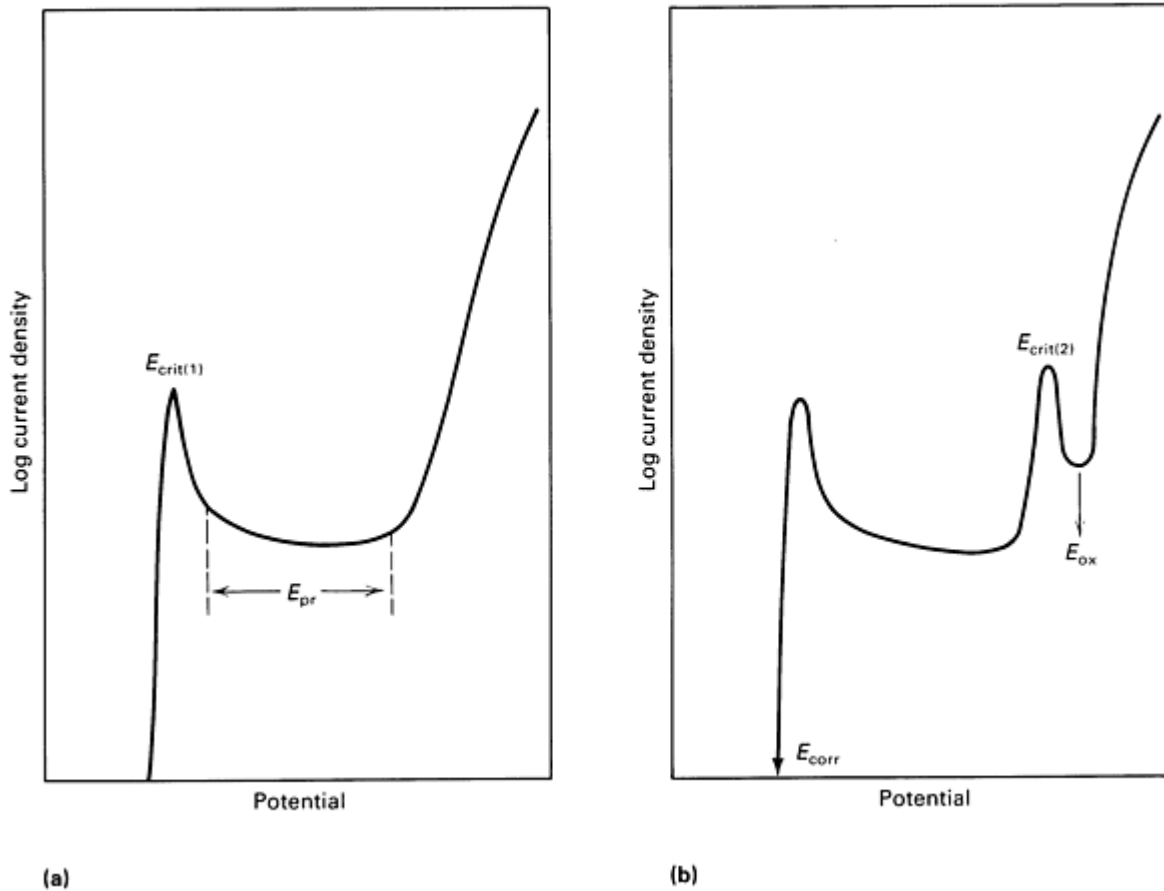 Log current density
E_crit(1)
E_pr
Potential
(a)
Log current density
E_crit(2)
E_ox
E_corr
Potential
(b)